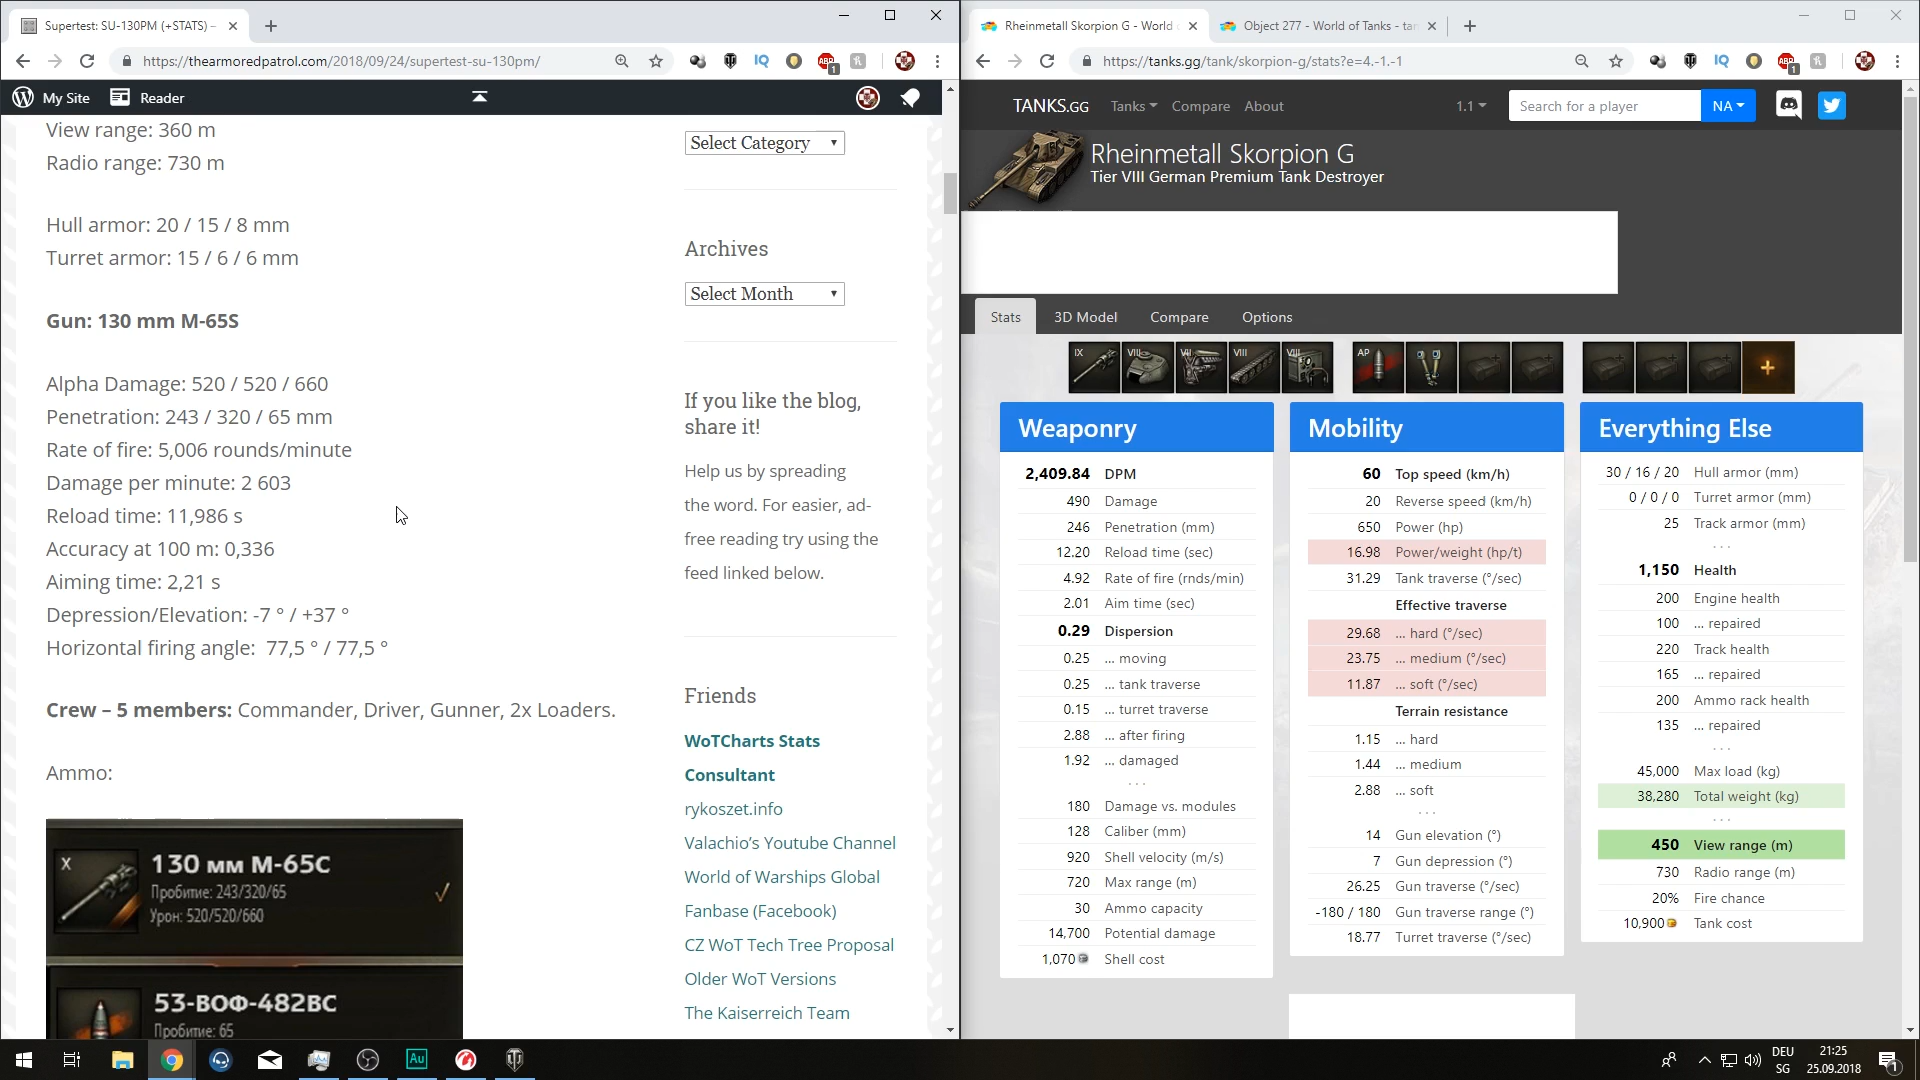 Supertest: SU-130PM (+STATS) –
https://thearmoredpatrol.com/2018/09/24/supertest-su-130pm/
My Site
Reader
View range: 360 m
Radio range: 730 m
Hull armor: 20 / 15 / 8 mm
Turret armor: 15 / 6 / 6 mm
Gun: 130 mm M-65S
Alpha Damage: 520 / 520 / 660
Penetration: 243 / 320 / 65 mm
Rate of fire: 5,006 rounds/minute
Damage per minute: 2 603
Reload time: 11,986 s
Accuracy at 100 m: 0,336
Aiming time: 2,21 s
Depression/Elevation: -7 ° / +37 °
Horizontal firing angle:  77,5 ° / 77,5 °
Crew – 5 members: Commander, Driver, Gunner, 2x Loaders.
Ammo:
X
130 мм М-65С
Пробитие: 243/320/65
Урон: 520/520/660
53-ВОФ-482ВС
Пробитие: 65
Select Category
Archives
Select Month
If you like the blog,
share it!
Help us by spreading
the word. For easier, ad-
free reading try using the
feed linked below.
Friends
WoTCharts Stats
Consultant
rykoszet.info
Valachio’s Youtube Channel
World of Warships Global
Fanbase (Facebook)
CZ WoT Tech Tree Proposal
Older WoT Versions
The Kaiserreich Team
Rheinmetall Skorpion G - World
Object 277 - World of Tanks - tan
https://tanks.gg/tank/skorpion-g/stats?e=4.-1.-1
TANKS.GG
Tanks
Compare
About
1.1
Search for a player
NA
Rheinmetall Skorpion G
Tier VIII German Premium Tank Destroyer
Stats
3D Model
Compare
Options
IX
VIII
VII
VIII
VIII
AP
Weaponry
2,409.84 DPM
490 Damage
246 Penetration (mm)
12.20 Reload time (sec)
4.92 Rate of fire (rnds/min)
2.01 Aim time (sec)
0.29 Dispersion
0.25 ... moving
0.25 ... tank traverse
0.15 ... turret traverse
2.88 ... after firing
1.92 ... damaged
...
180 Damage vs. modules
128 Caliber (mm)
920 Shell velocity (m/s)
720 Max range (m)
30 Ammo capacity
14,700 Potential damage
1,070 Shell cost
Mobility
60 Top speed (km/h)
20 Reverse speed (km/h)
650 Power (hp)
16.98 Power/weight (hp/t)
31.29 Tank traverse (°/sec)
Effective traverse
29.68 ... hard (°/sec)
23.75 ... medium (°/sec)
11.87 ... soft (°/sec)
Terrain resistance
1.15 ... hard
1.44 ... medium
2.88 ... soft
...
14 Gun elevation (°)
7 Gun depression (°)
26.25 Gun traverse (°/sec)
-180 / 180 Gun traverse range (°)
18.77 Turret traverse (°/sec)
Everything Else
30 / 16 / 20 Hull armor (mm)
0 / 0 / 0 Turret armor (mm)
25 Track armor (mm)
...
1,150 Health
200 Engine health
100 ... repaired
220 Track health
165 ... repaired
200 Ammo rack health
135 ... repaired
...
45,000 Max load (kg)
38,280 Total weight (kg)
...
450 View range (m)
730 Radio range (m)
20% Fire chance
10,900 Tank cost
Au
DEU
SG
21:25
25.09.2018
1